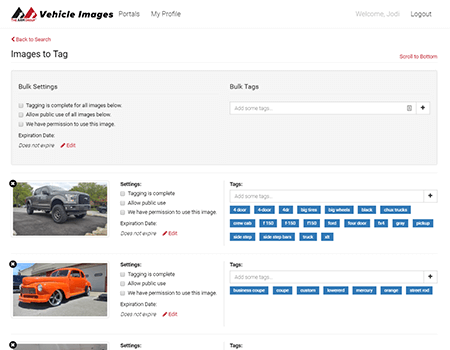 Vehicle Images
Portals
My Profile
Welcome, Jodi
Logout
Back to Search
Images to Tag
Scroll to Bottom
Bulk Settings
Tagging is complete for all images below.
Allow public use of all images below.
We have permission to use this image.
Expiration Date:
Does not expire
Edit
Bulk Tags
Add some tags...
Settings:
Tagging is complete
Allow public use
We have permission to use this image.
Expiration Date:
Does not expire
Edit
Tags:
Add some tags...
4 door 4-door 4dr big tires big wheels black chux trucks
crew cab f 150 f-150 f150 ford four door 4x4 gray pickup
side step side step bars truck xlt
Settings:
Tagging is complete
Allow public use
We have permission to use this image.
Expiration Date:
Does not expire
Edit
Tags:
Add some tags...
business coupe coupe custom lowered mercury orange street rod
Settings:
Tags: